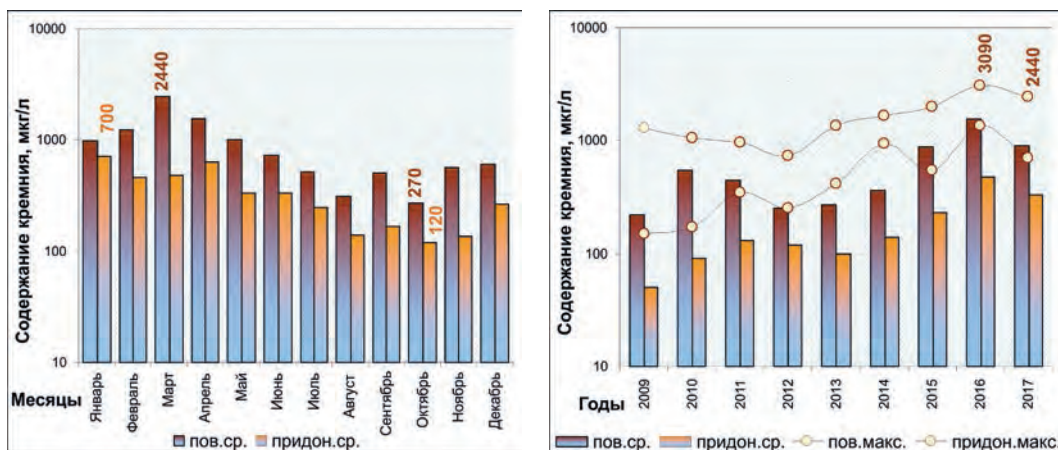 Содержание кремния, мкг/л
10000
1000
100
10
700
2440
270
120
Месяцы
Январь
Февраль
Март
Апрель
Май
Июнь
Июль
Август
Сентябрь
Октябрь
Ноябрь
Декабрь
пов.ср. придон.ср.
Содержание кремния, мкг/л
10000
1000
100
10
3090
2440
Годы
2009
2010
2011
2012
2013
2014
2015
2016
2017
пов.ср. придон.ср. пов.макс. придон.макс.